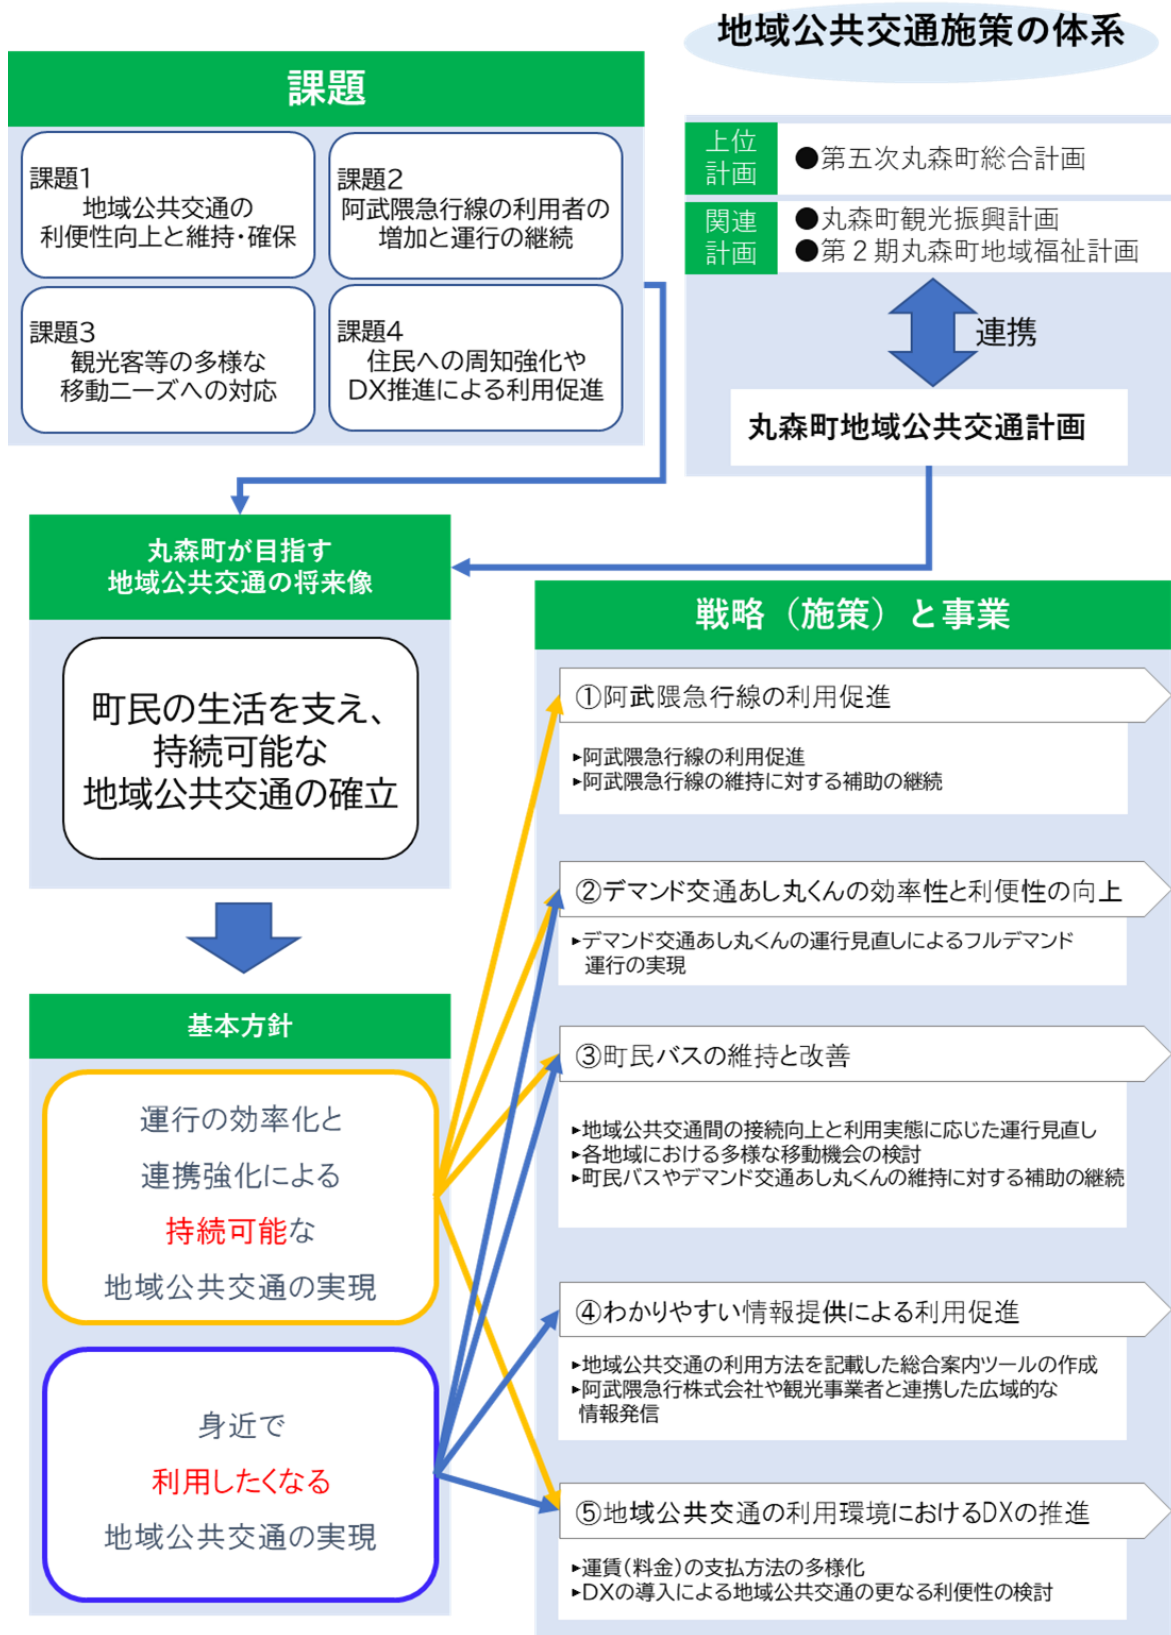 地域公共交通施策の体系
課題
課題1
地域公共交通の
利便性向上と維持・確保
課題2
阿武隈急行線の利用者の
増加と運行の継続
課題3
観光客等の多様な
移動ニーズへの対応
課題4
住民への周知強化や
DX推進による利用促進
上位
計画
●第五次丸森町総合計画
関連
計画
●丸森町観光振興計画
●第２期丸森町地域福祉計画
連携
丸森町地域公共交通計画
丸森町が目指す
地域公共交通の将来像
町民の生活を支え、
持続可能な
地域公共交通の確立
基本方針
運行の効率化と
連携強化による
持続可能な
地域公共交通の実現
身近で
利用したくなる
地域公共交通の実現
戦略（施策）と事業
①阿武隈急行線の利用促進
▸阿武隈急行線の利用促進
▸阿武隈急行線の維持に対する補助の継続
②デマンド交通あし丸くんの効率性と利便性の向上
▸デマンド交通あし丸くんの運行見直しによるフルデマンド
運行の実現
③町民バスの維持と改善
▸地域公共交通間の接続向上と利用実態に応じた運行見直し
▸各地域における多様な移動機会の検討
▸町民バスやデマンド交通あし丸くんの維持に対する補助の継続
④わかりやすい情報提供による利用促進
▸地域公共交通の利用方法を記載した総合案内ツールの作成
▸阿武隈急行株式会社や観光事業者と連携した広域的な
情報発信
⑤地域公共交通の利用環境におけるDXの推進
▸運賃(料金)の支払方法の多様化
▸DXの導入による地域公共交通の更なる利便性の検討